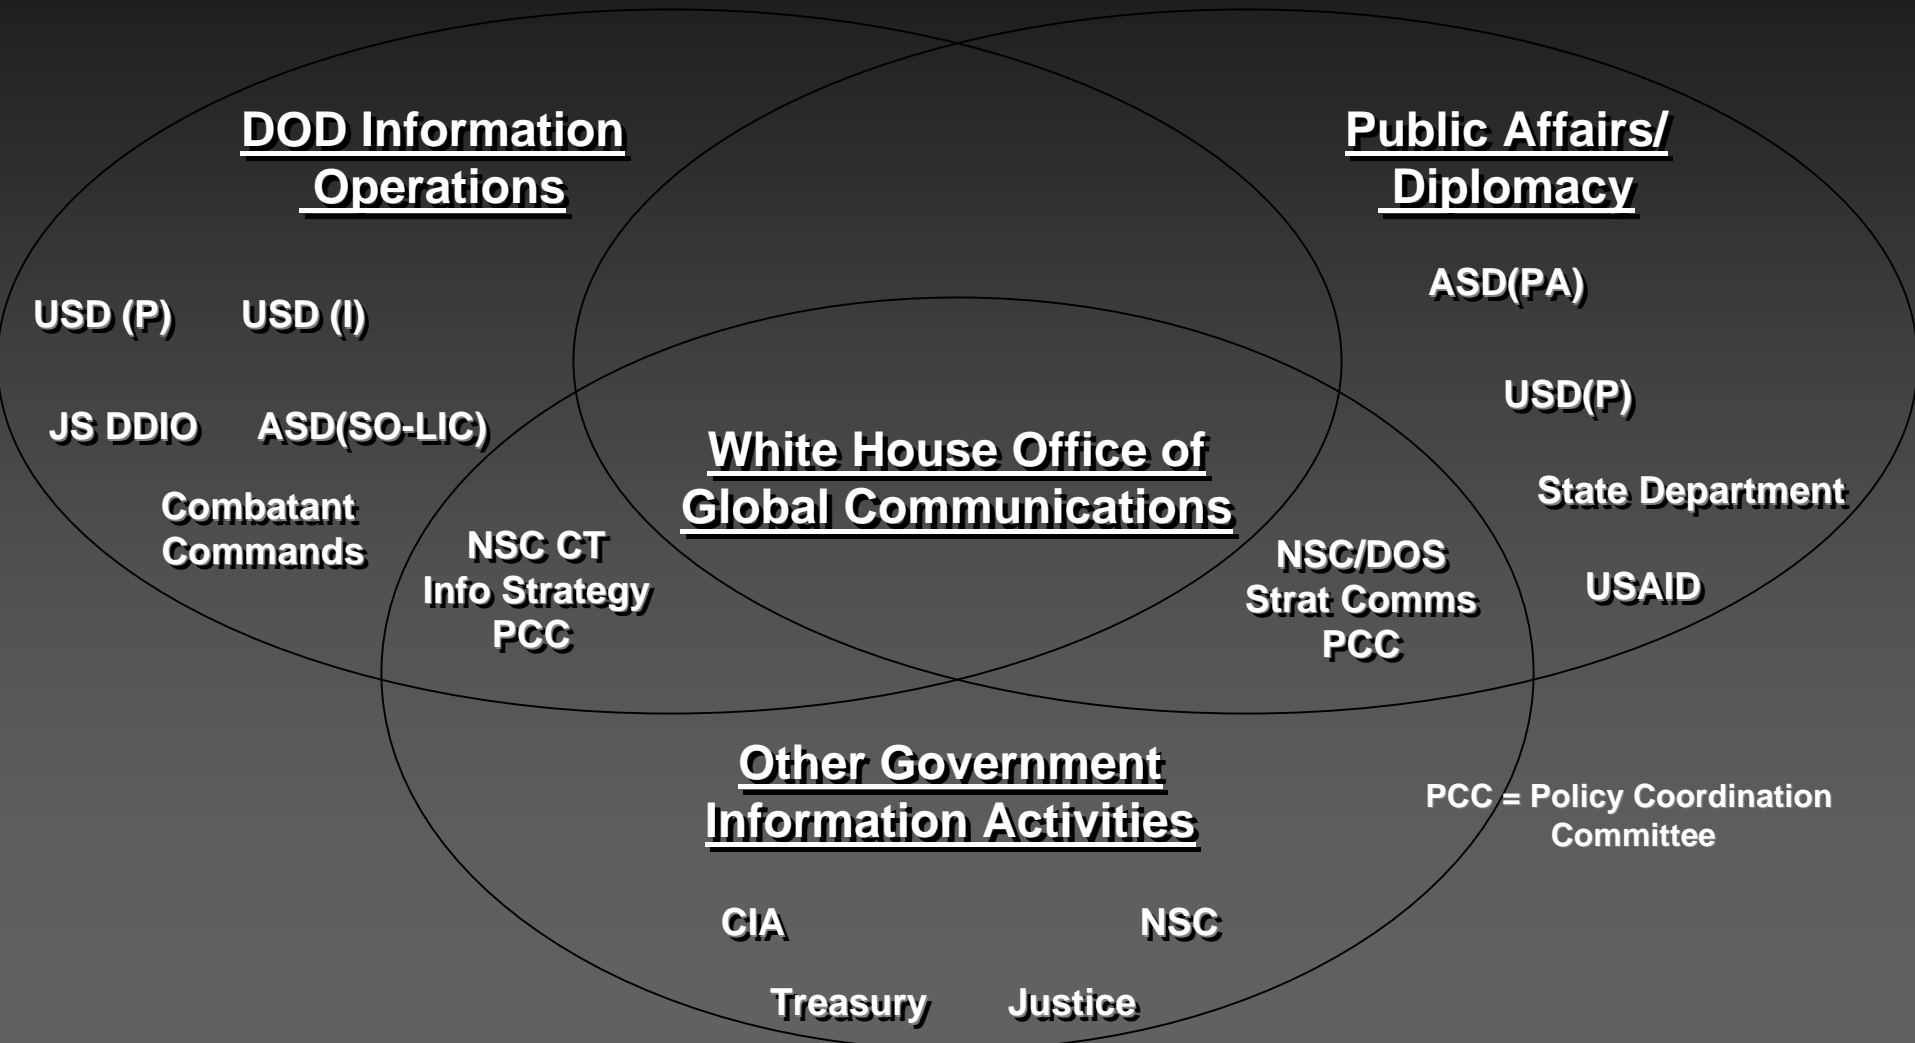 DOD Information
Operations
USD (P)
USD (I)
JS DDIO
ASD(SO-LIC)
Combatant
Commands
Public Affairs/
Diplomacy
ASD(PA)
USD(P)
State Department
USAID
White House Office of
Global Communications
NSC CT
Info Strategy
PCC
NSC/DOS
Strat Comms
PCC
Other Government
Information Activities
CIA
NSC
Treasury
Justice
PCC = Policy Coordination
Committee